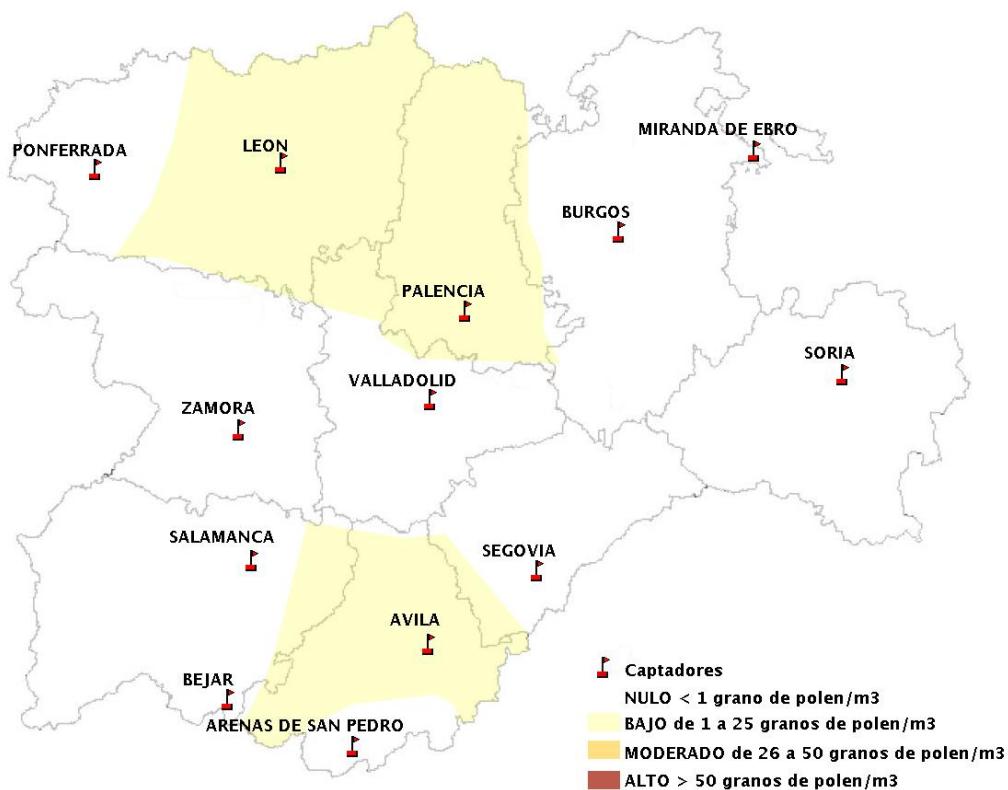 MIRANDA DE EBRO
PONFERRADA
LEON
BURGOS
PALENCIA
SORIA
VALLADOLID
ZAMORA
SALAMANCA
SEGOVIA
AVILA
BEJAR
ARENAS DE SAN PEDRO
Captadores
NULO < 1 grano de polen/m3
BAJO de 1 a 25 granos de polen/m3
MODERADO de 26 a 50 granos de polen/m3
ALTO > 50 granos de polen/m3